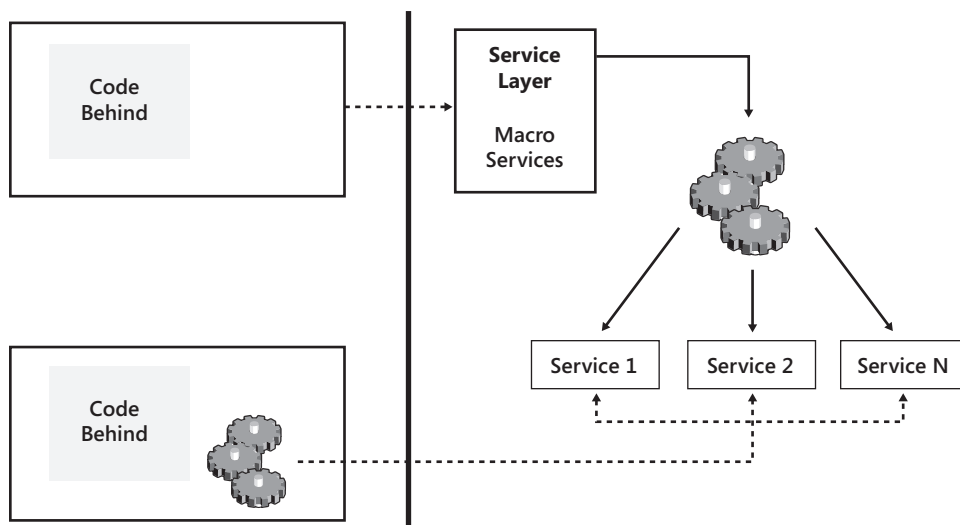 Code
Behind
Service
Layer
Macro
Services
Service 1
Service 2
Service N
Code
Behind